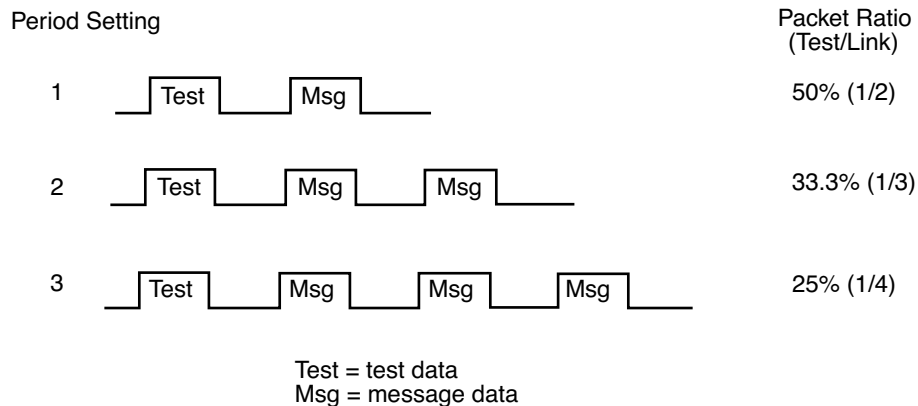 Period Setting
Packet Ratio
(Test/Link)
1 Test Msg 50% (1/2)
2 Test Msg Msg 33.3% (1/3)
3 Test Msg Msg Msg 25% (1/4)
Test = test data
Msg = message data